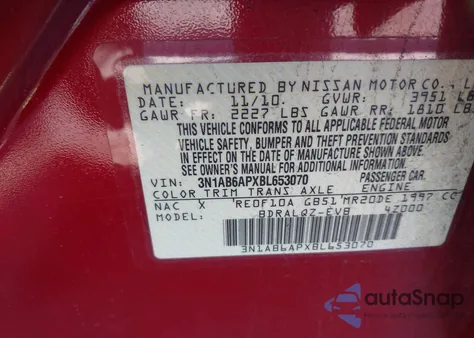 MANUFACTURED BY NISSAN MOTOR CO.,
DATE: 11/10. GVWR: 3951 LB
GAWR FR: 2227 LBS GAWR RR: 1810 LB
THIS VEHICLE CONFORMS TO ALL APPLICABLE FEDERAL MOTOR
VEHICLE SAFETY, BUMPER AND THEFT PREVENTION STANDARDS
IN EFFECT ON THE DATE OF MANUFACTURE SHOWN ABOVE.
SEE OWNER'S MANUAL FOR ADDITIONAL INFORMATION.
VIN: 3N1AB6APXBL653070 PASSENGER CAR
COLOR TRIM TRANS AXLE ENGINE
NAC X RE0F10A GB51 MR20DE 1997 CC
MODEL: BDRALQZ-EVB 42000
3N1AB6APXBL653070
autoSnap